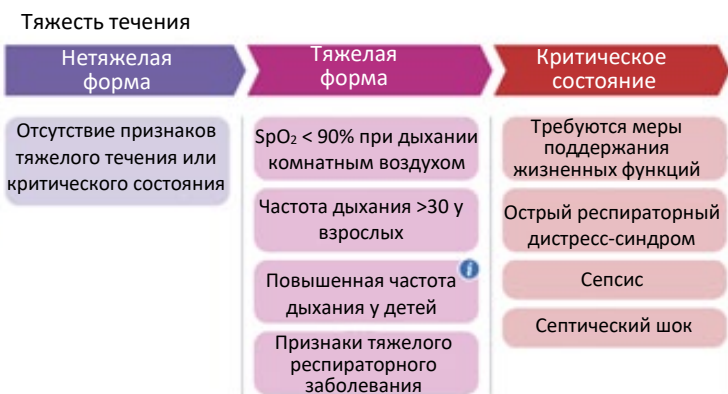 Тяжесть течения
Нетяжелая
форма
Тяжелая
форма
Критическое
состояние
Отсутствие признаков
тяжелого течения или
критического состояния
SpO₂ < 90% при дыхании
комнатным воздухом
Частота дыхания >30 у
взрослых
Повышенная частота
дыхания у детей
i
Признаки тяжелого
респираторного
заболевания
Требуются меры
поддержания
жизненных функций
Острый респираторный
дистресс-синдром
Сепсис
Септический шок